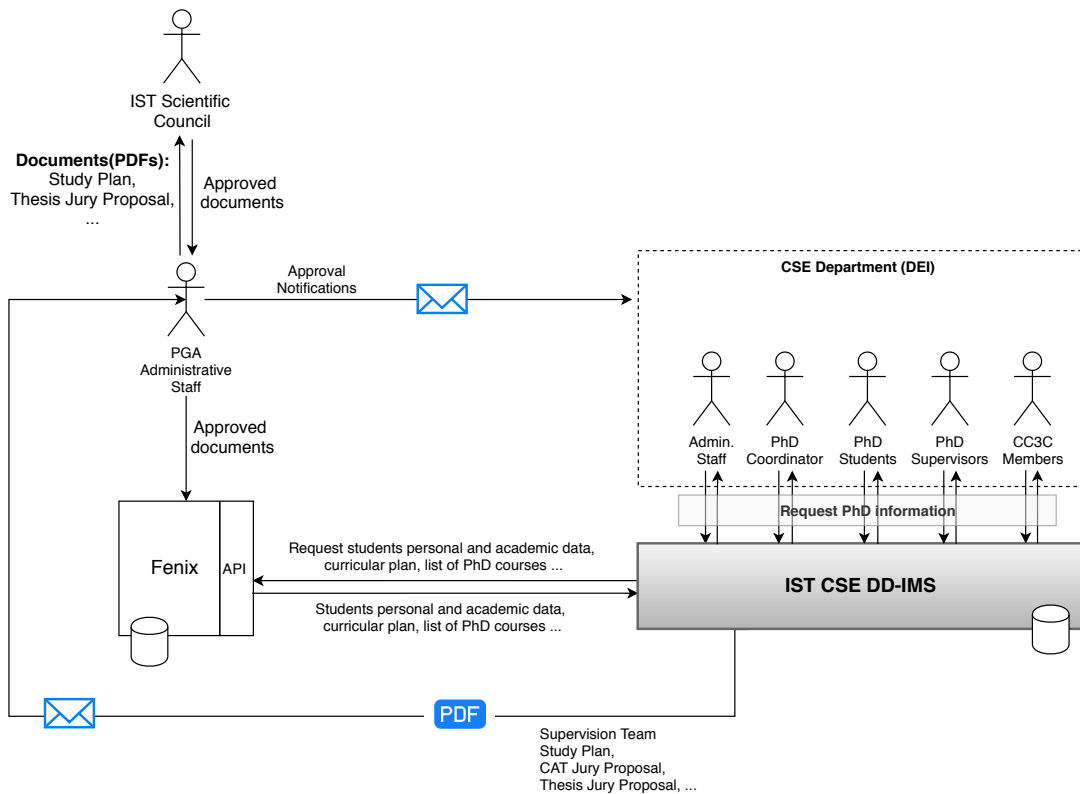 IST Scientific
Council
Documents(PDFs):
Study Plan,
Thesis Jury Proposal,
...
Approved
documents
Approval
Notifications
CSE Department (DEI)
PGA
Administrative
Staff
Admin.
Staff
PhD
Coordinator
PhD
Students
PhD
Supervisors
CC3C
Members
Approved
documents
Request PhD information
Fenix
API
Request students personal and academic data,
curricular plan, list of PhD courses ...
Students personal and academic data,
curricular plan, list of PhD courses ...
IST CSE DD-IMS
PDF
Supervision Team
Study Plan,
CAT Jury Proposal,
Thesis Jury Proposal, ...